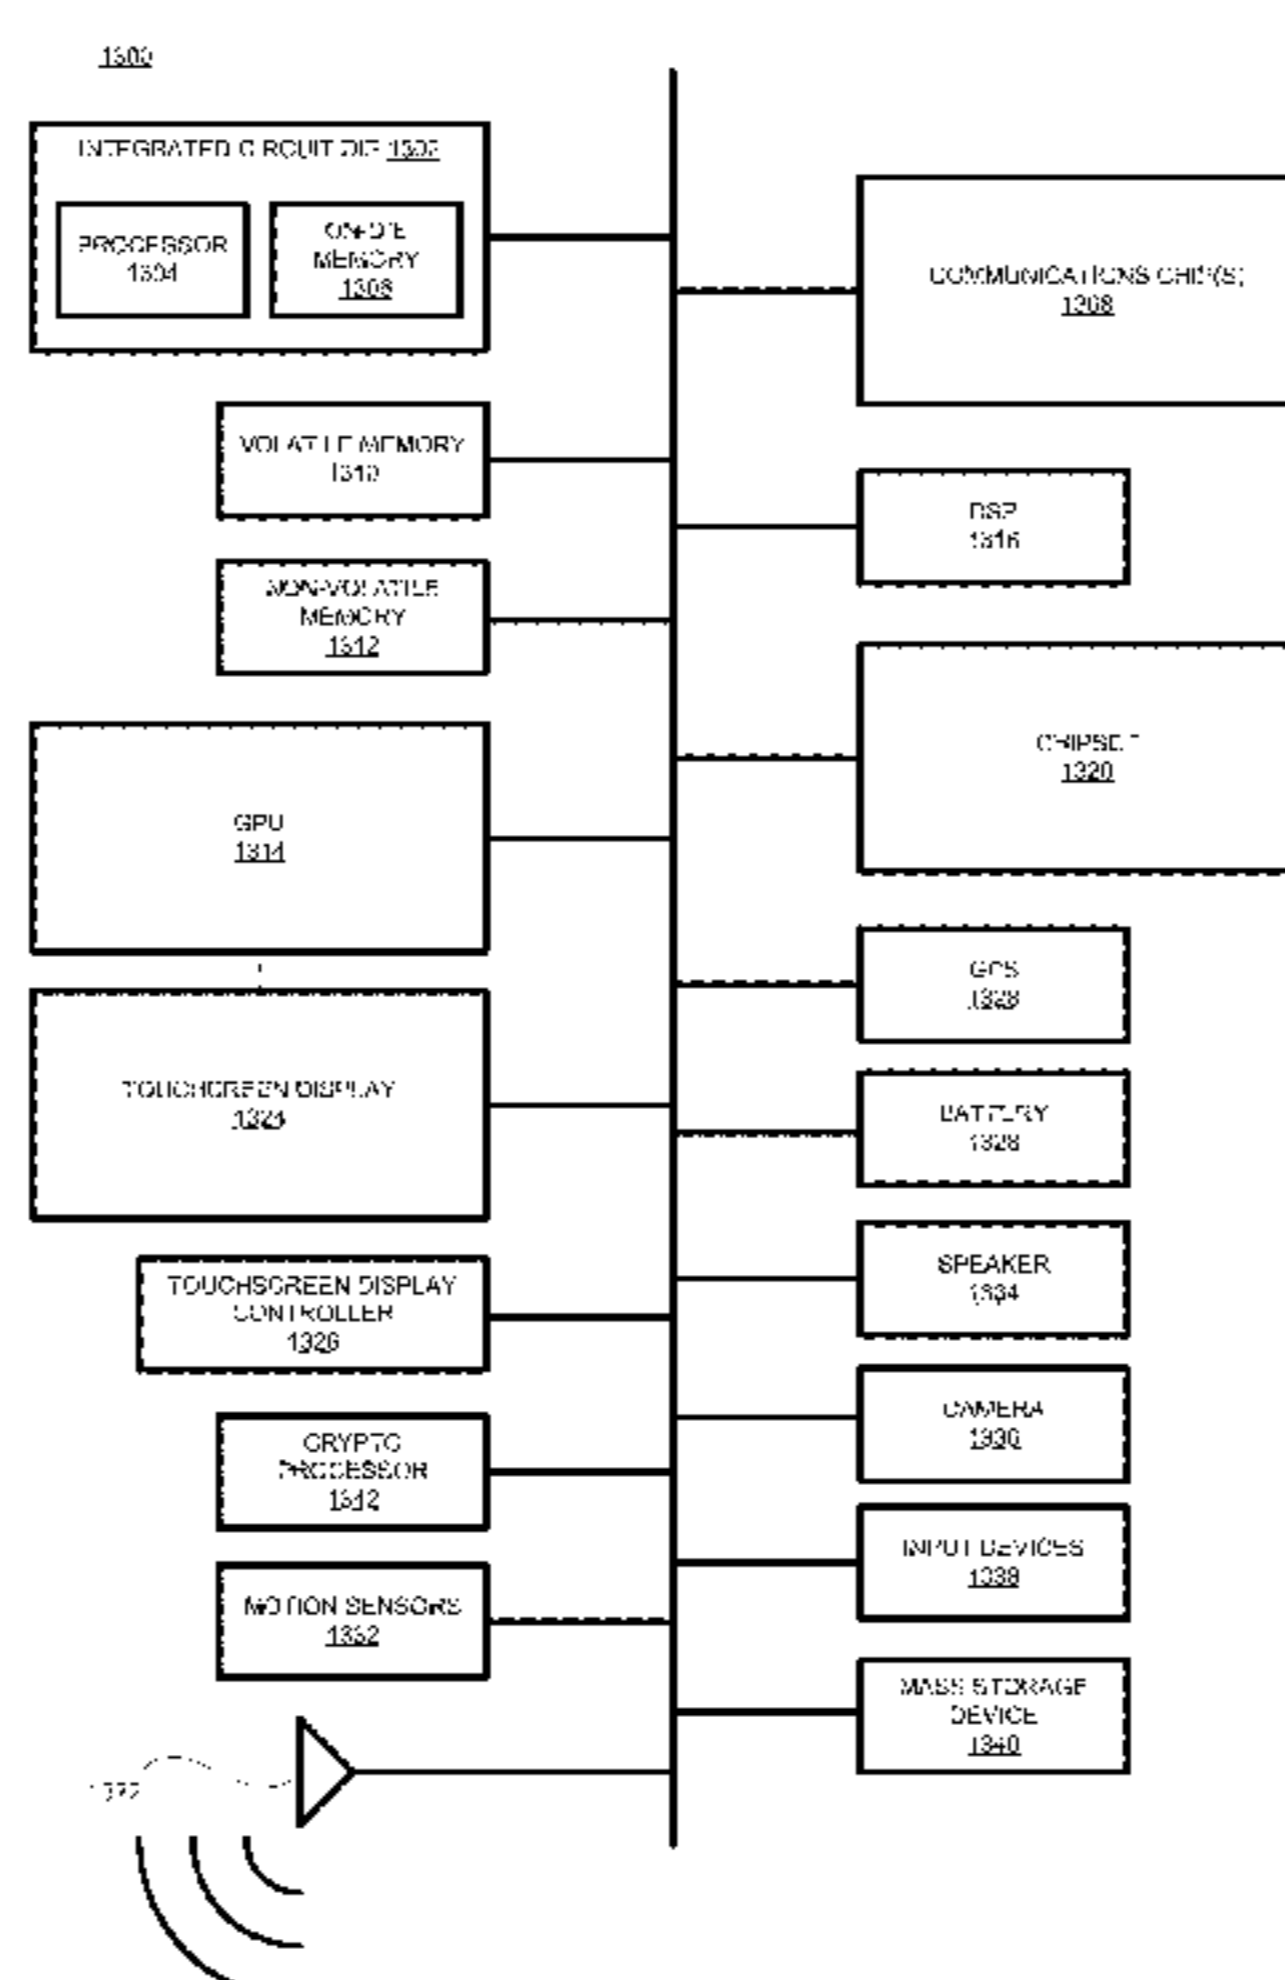 1300
INTEGRATED CIRCUIT DIE 1302
PROCESSOR
1304
ON-DIE
MEMORY
1306
COMMUNICATIONS CHIP(S)
1308
VOLATILE MEMORY
1310
DSP
1316
NON-VOLATILE
MEMORY
1312
CHIPSET
1320
GPU
1314
GPS
1328
TOUCHSCREEN DISPLAY
1324
BATTERY
1328
SPEAKER
1334
TOUCHSCREEN DISPLAY
CONTROLLER
1326
CAMERA
1336
CRYPTO
PROCESSOR
1342
INPUT DEVICES
1338
MOTION SENSORS
1332
MASS STORAGE
DEVICE
1340